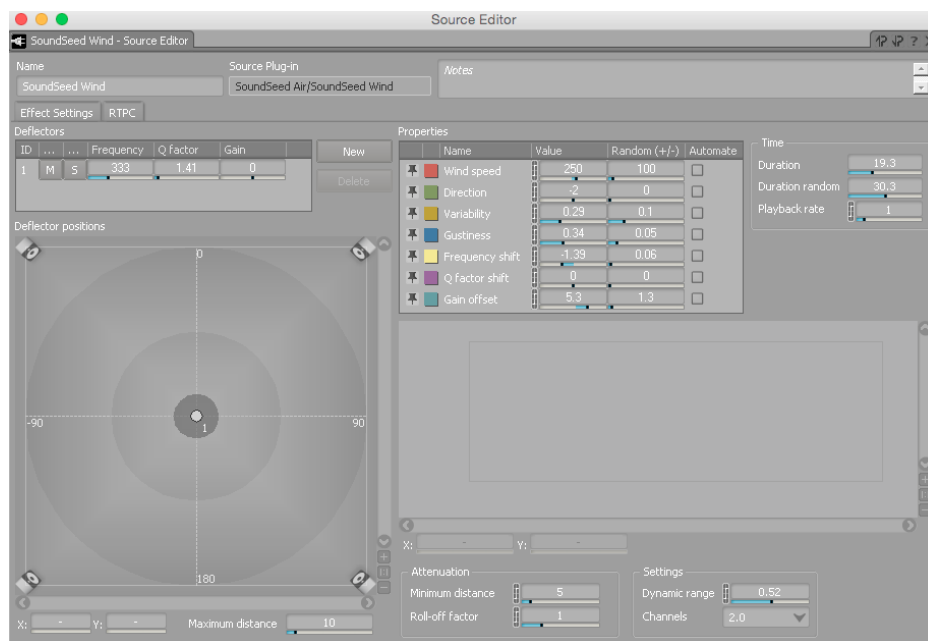 Source Editor
SoundSeed Wind - Source Editor
Name
Source Plug-in
Notes
SoundSeed Wind
SoundSeed Air/SoundSeed Wind
Effect Settings
RTPC
Deflectors
ID ... ... Frequency Q factor Gain
1 M S 333 1.41 0
New
Delete
Deflector positions
0
-90
90
1
180
X: - Y: - Maximum distance 10
Properties
Name Value Random (+/-) Automate
Wind speed 250 100
Direction -2 0
Variability 0.29 0.1
Gustiness 0.34 0.05
Frequency shift -1.39 0.06
Q factor shift 0 0
Gain offset 5.3 1.3
Time
Duration 19.3
Duration random 30.3
Playback rate 1
X: - Y: -
Attenuation
Minimum distance 5
Roll-off factor 1
Settings
Dynamic range 0.52
Channels 2.0